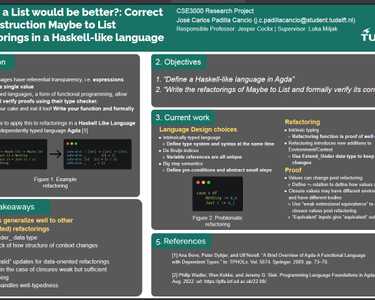 a List would be better?: Correct
struction Maybe to List
orings in a Haskell-like language
CSE3000 Research Project
José Carlos Padilla Cancio (j.c.padillacancio@student.tudelft.nl)
Responsible Professor: Jesper Cockx | Supervisor: Luka Miljak
ages have referential transparency, i.e. expressions
single value
ed languages, a form of functional programming, allow
verify proofs using their type checker.
ur cake and eat it too! Write your function and formally
to apply this to refactorings in a Haskell Like Language
dependently typed language Agda [1]
Figure 1. Example
refactoring
akeaways
s generalize well to other
ted) refactorings
der_ data type
ck of how structure of context changes
alid" updates for data-oriented refactorings
in the case of closures weak but sufficient
ing
handles well-typedness
2. Objectives
1. "Define a Haskell-like language in Agda"
2. "Write the refactorings of Maybe to List and formally verify its corre
3. Current work
Language Design choices
Intrinsically-typed language
Define type system and syntax at the same time
De Bruijn indices
Variable references are all unique
Big step semantics
Define pre-conditions and abstract small steps
Figure 2. Problematic
refactoring
Refactoring
Intrinsic typing
Refactoring function is proof of well-
Refactoring introduces new additions to
Environment/Context
Use Extend_Under data type to keep
changes
Proof
Values can change post refactoring
Define ↦ relation to define how values c
Closure values may have different enviro
and have different bodies
Use "weak extensional equivalence" to
closure values post refactoring
"Equivalent" inputs give "equivalent" out
5. References
[1] Ana Bove, Peter Dybjer, and Ulf Norell. "A Brief Overview of Agda-A Functional Language
with Dependent Types." In: TPHOLs. Vol. 5674. Springer. 2009, pp. 73–78.
[2] Philip Wadler, Wen Kokke, and Jeremy G. Siek. Programming Language Foundations in Agda.
Aug. 2022. url: https://plfa.inf.ed.ac.uk/22.08/.